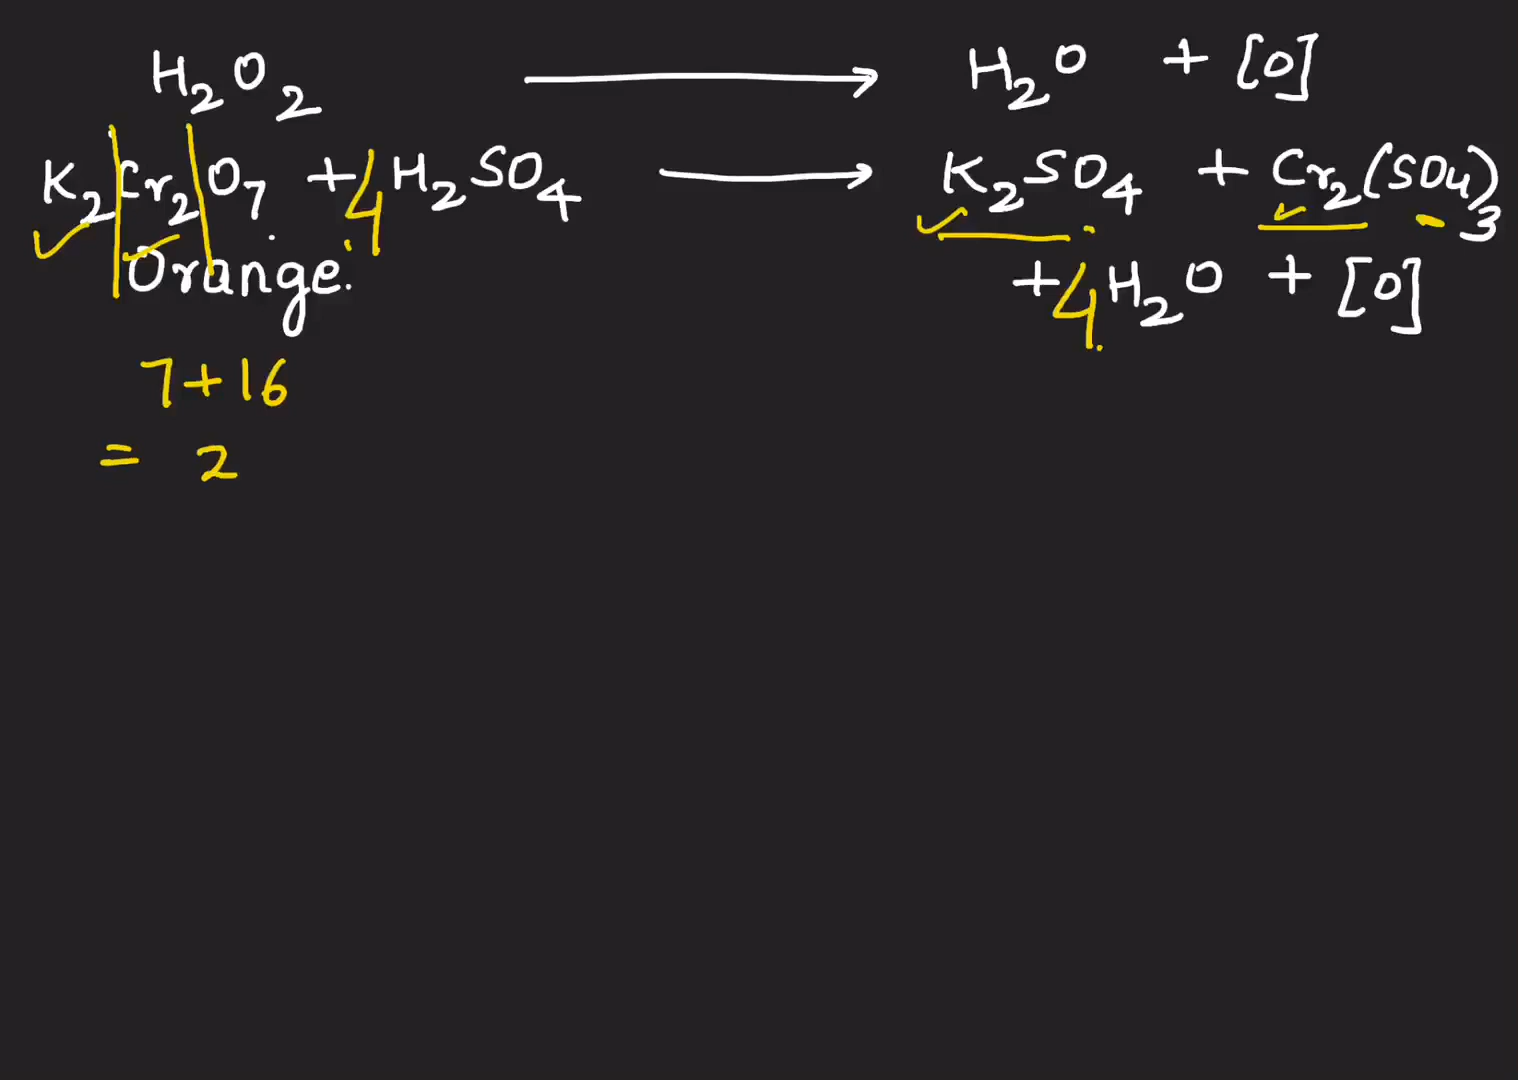 H₂O₂ ⟶ H₂O + [O]
K₂Cr₂O₇ + 4H₂SO₄ ⟶ K₂SO₄ + Cr₂(SO₄)₃
Orange. + 4H₂O + [O]
7+16
= 2